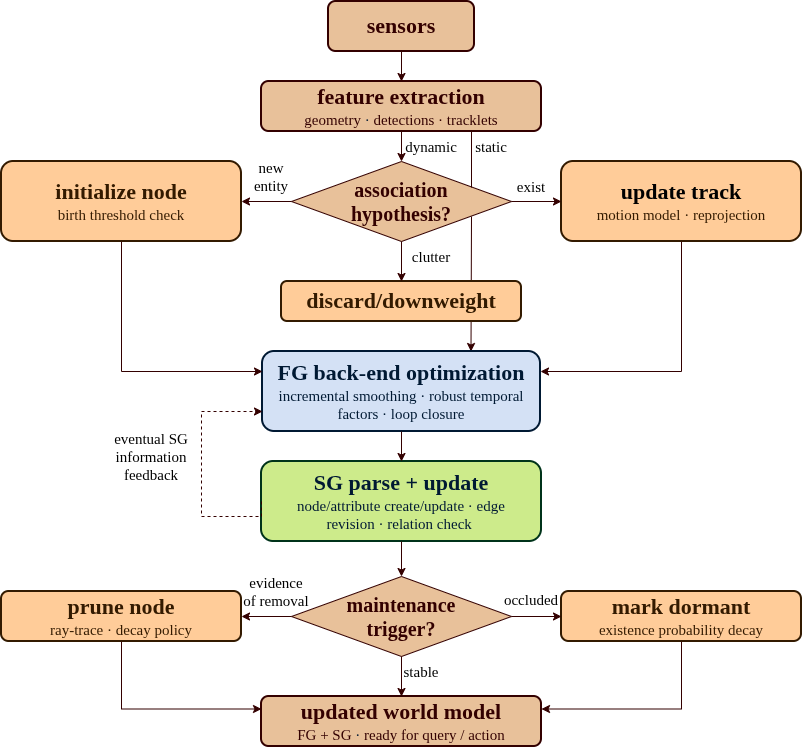 sensors
feature extraction
geometry · detections · tracklets
dynamic
static
new
entity
initialize node
birth threshold check
association
hypothesis?
exist
update track
motion model · reprojection
clutter
discard/downweight
FG back-end optimization
incremental smoothing · robust temporal
factors · loop closure
eventual SG
information
feedback
SG parse + update
node/attribute create/update · edge
revision · relation check
evidence
of removal
prune node
ray-trace · decay policy
maintenance
trigger?
occluded
mark dormant
existence probability decay
stable
updated world model
FG + SG · ready for query / action